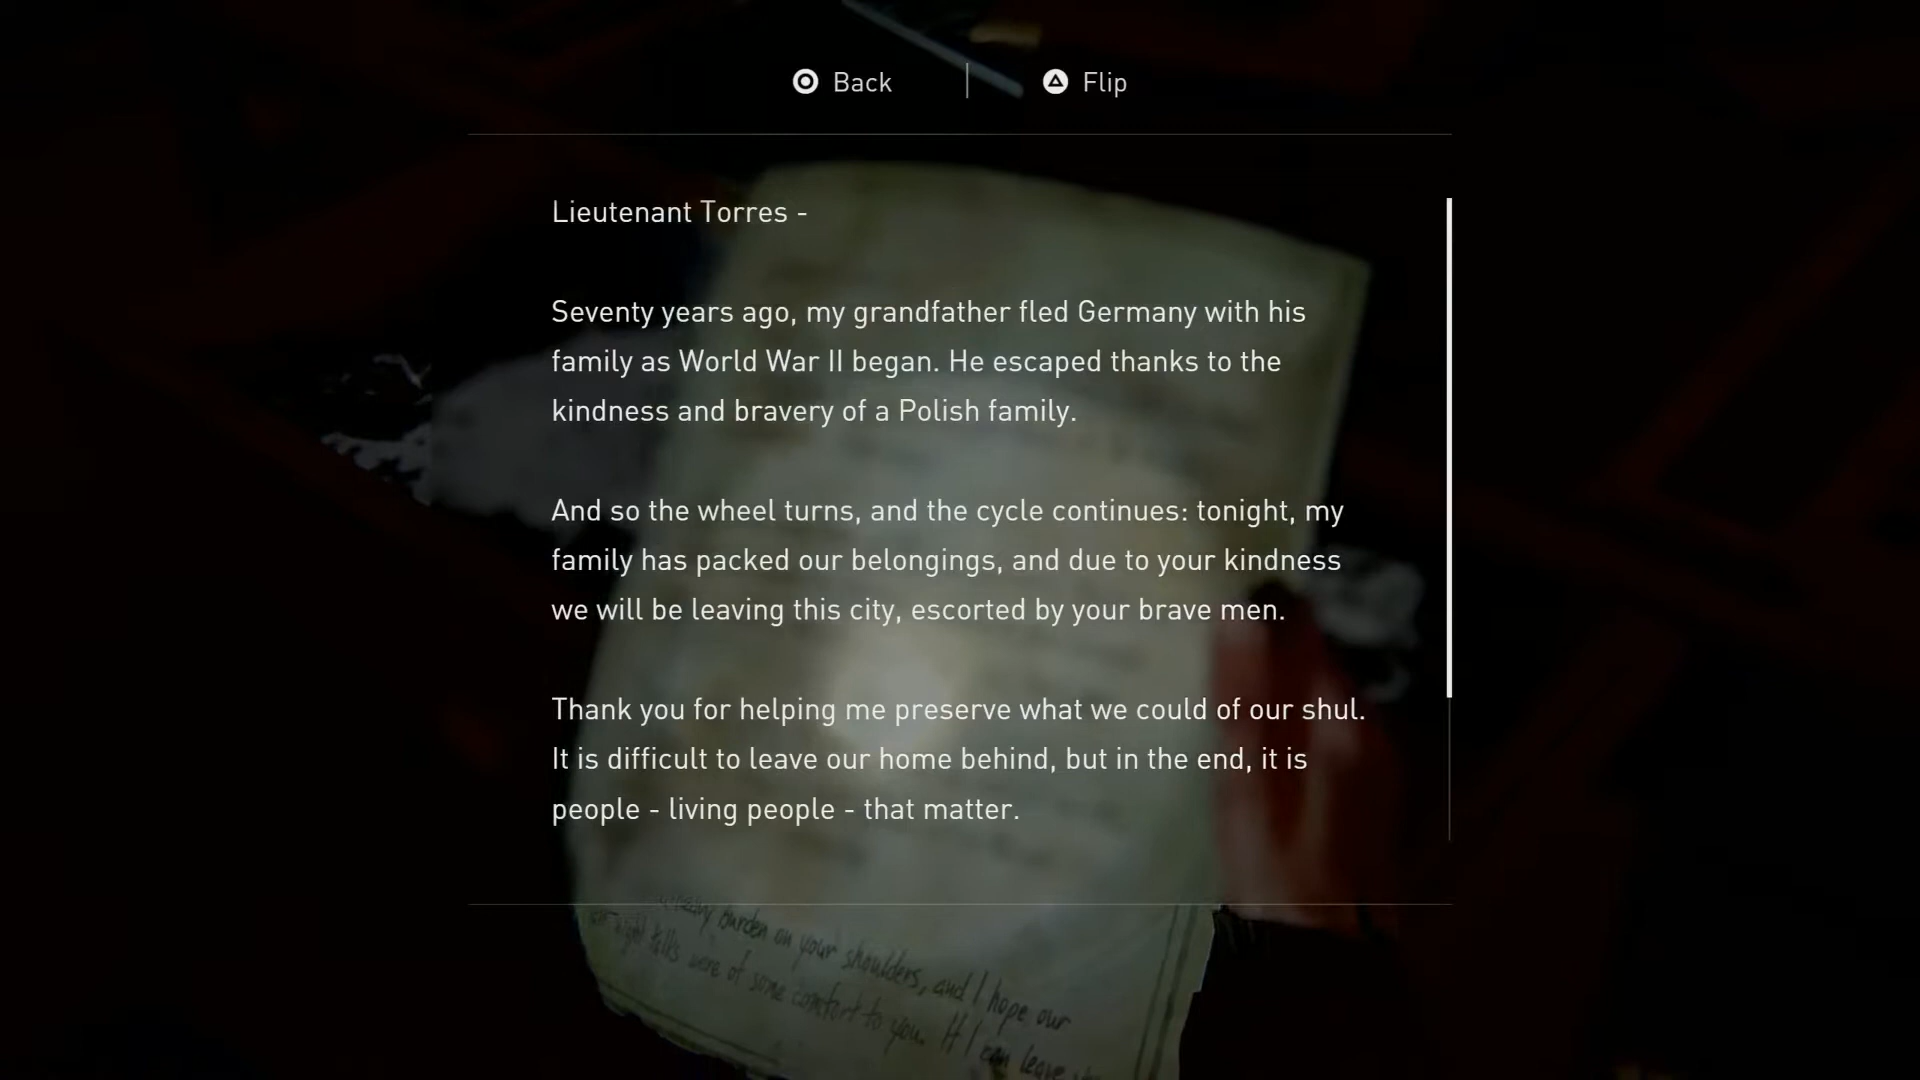 Back | Flip
Lieutenant Torres -
Seventy years ago, my grandfather fled Germany with his
family as World War II began. He escaped thanks to the
kindness and bravery of a Polish family.
And so the wheel turns, and the cycle continues: tonight, my
family has packed our belongings, and due to your kindness
we will be leaving this city, escorted by your brave men.
Thank you for helping me preserve what we could of our shul.
It is difficult to leave our home behind, but in the end, it is
people - living people - that matter.
burden on your shoulders, and I hope our
night talks were of some comfort to you. If I can leave